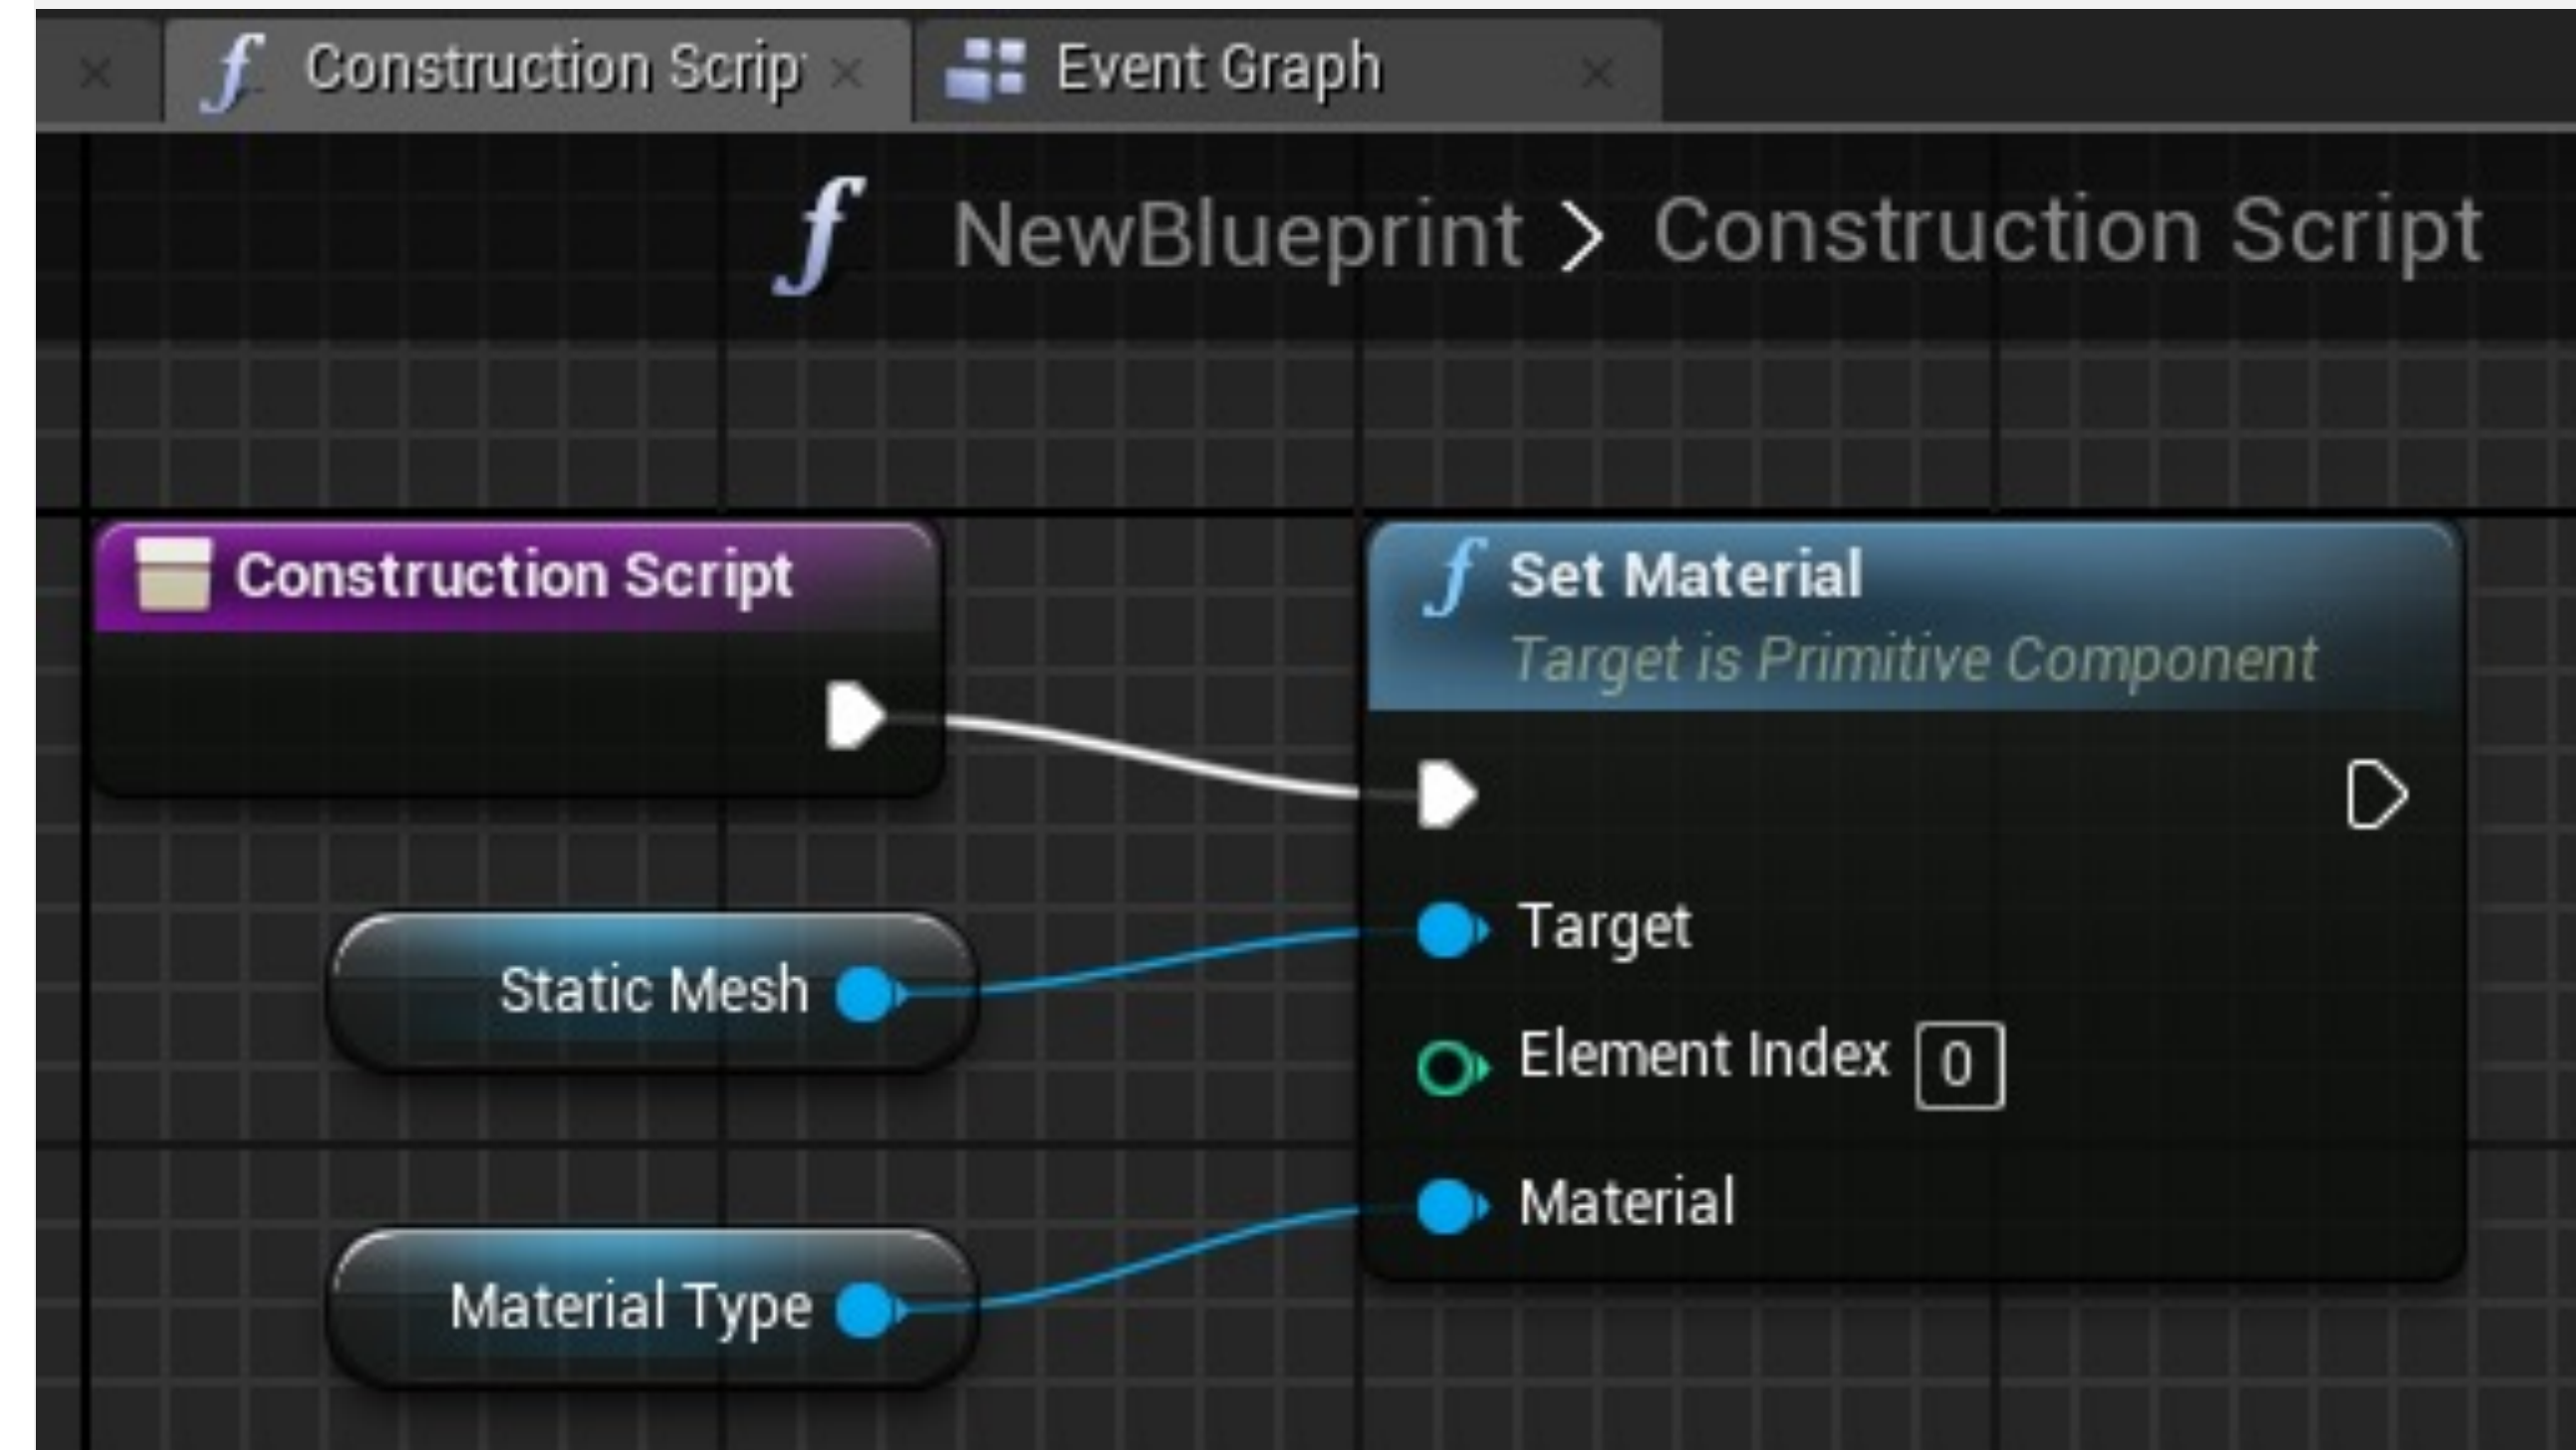 Construction Scrip
Event Graph
NewBlueprint > Construction Script
Construction Script
Set Material
Target is Primitive Component
Target
Static Mesh
Element Index 0
Material
Material Type